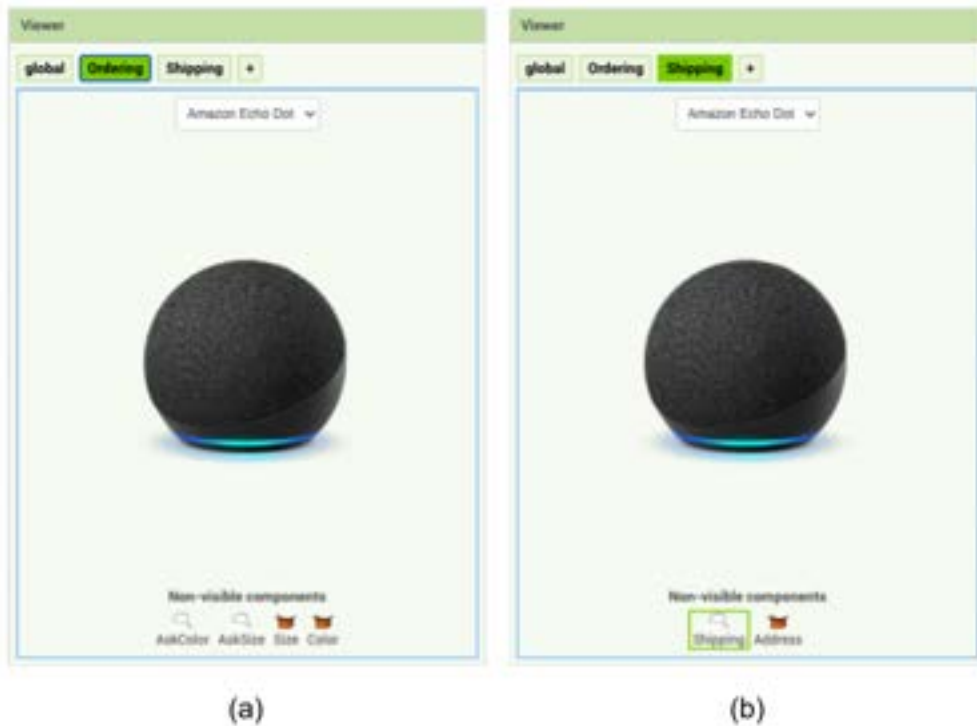 Viewer
global Ordering Shipping +
Amazon Echo Dot
Non-visible components
AskColor AskSize Size Color
(a)
Viewer
global Ordering Shipping +
Amazon Echo Dot
Non-visible components
Shipping Address
(b)